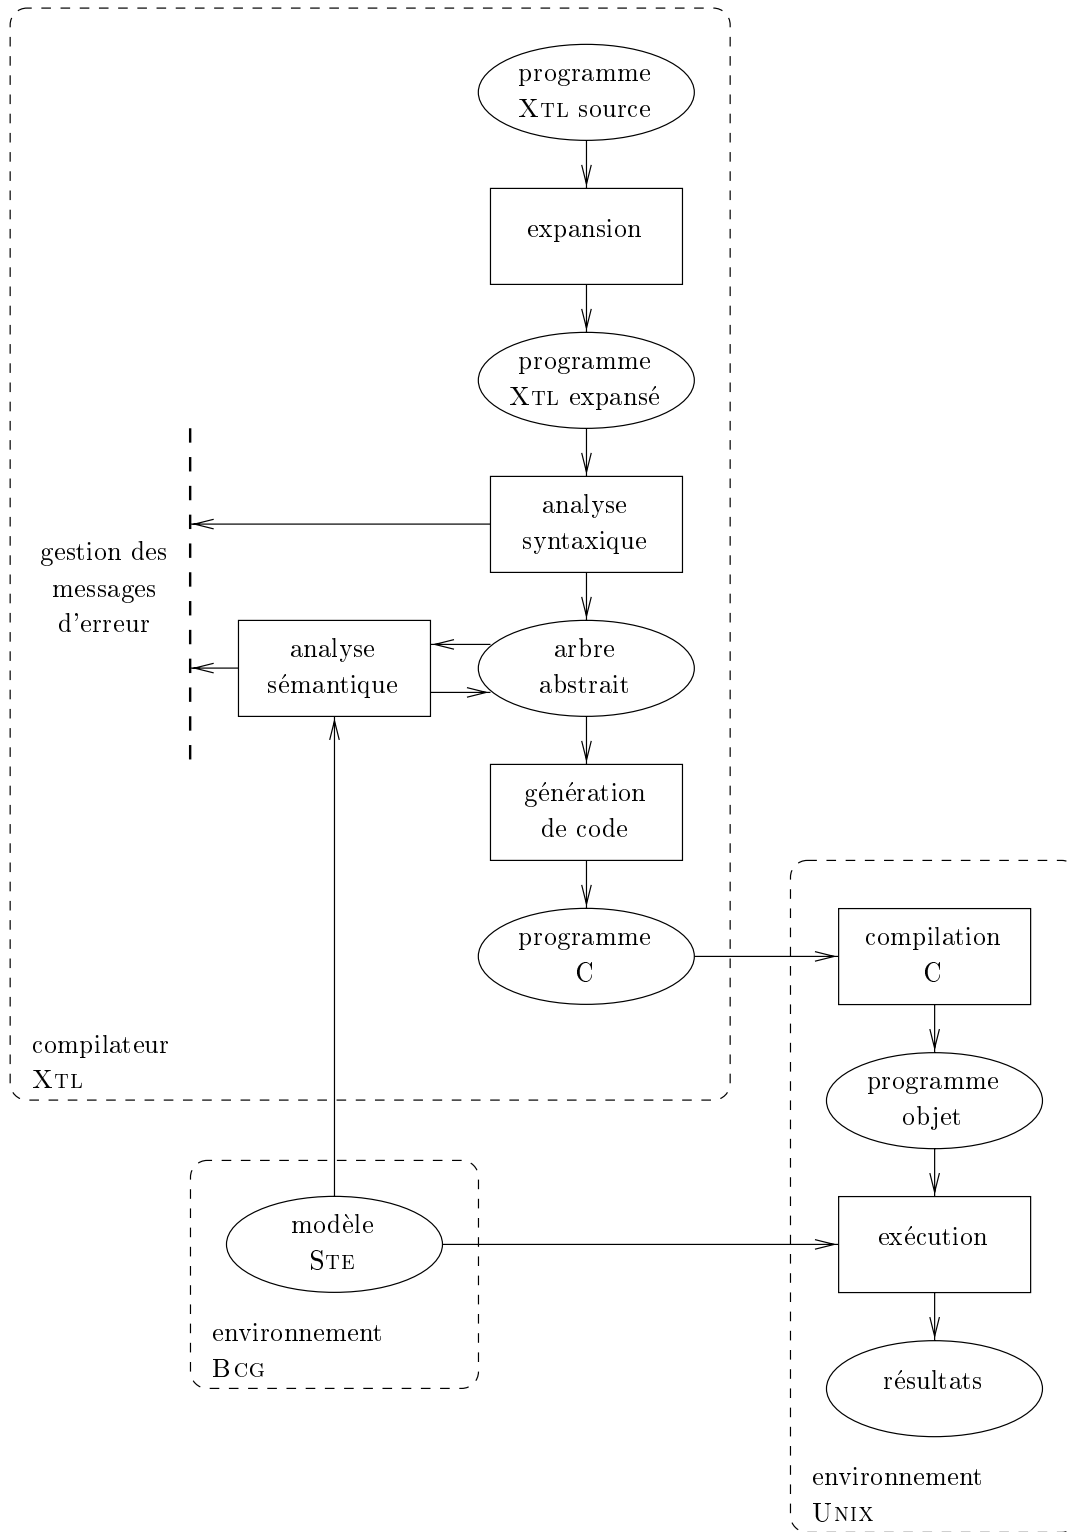 programme
XTL source
expansion
programme
XTL expansé
analyse
syntaxique
gestion des
messages
d'erreur
analyse
sémantique
arbre
abstrait
génération
de code
programme
C
compilation
C
compilateur
XTL
programme
objet
modèle
STE
exécution
environnement
BCG
résultats
environnement
UNIX